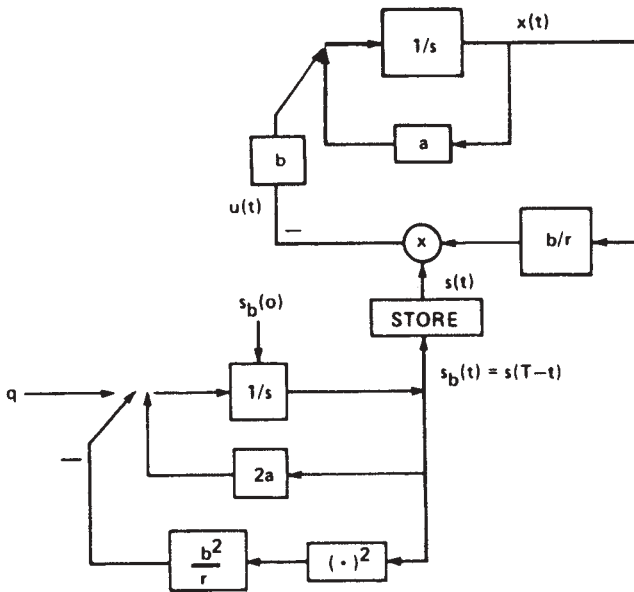 x(t)
1/s
a
b
u(t)
−
x
b/r
s(t)
STORE
s_b(o)
s_b(t) = s(T−t)
q
1/s
−
2a
b²
r
(·)²